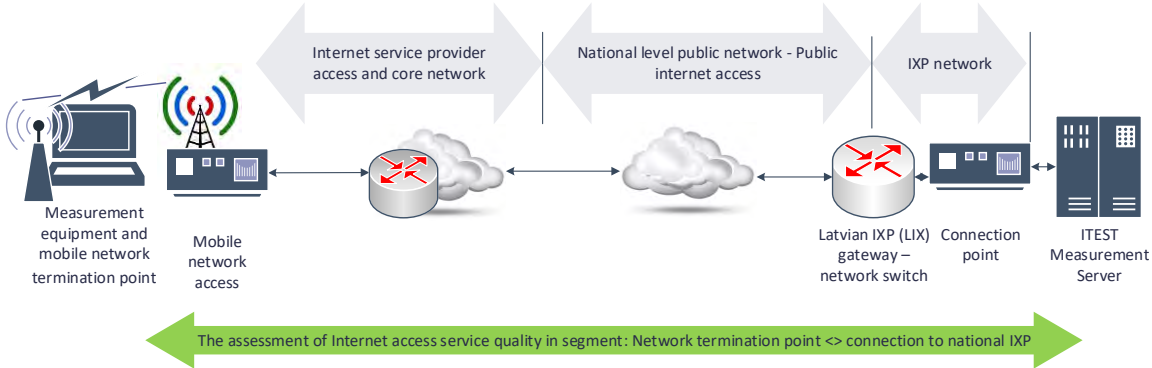 Internet service provider
access and core network
National level public network - Public
internet access
IXP network
Measurement
equipment and
mobile network
termination point
Mobile
network
access
Latvian IXP (LIX)
gateway –
network switch
Connection
point
ITEST
Measurement
Server
The assessment of Internet access service quality in segment: Network termination point <> connection to national IXP